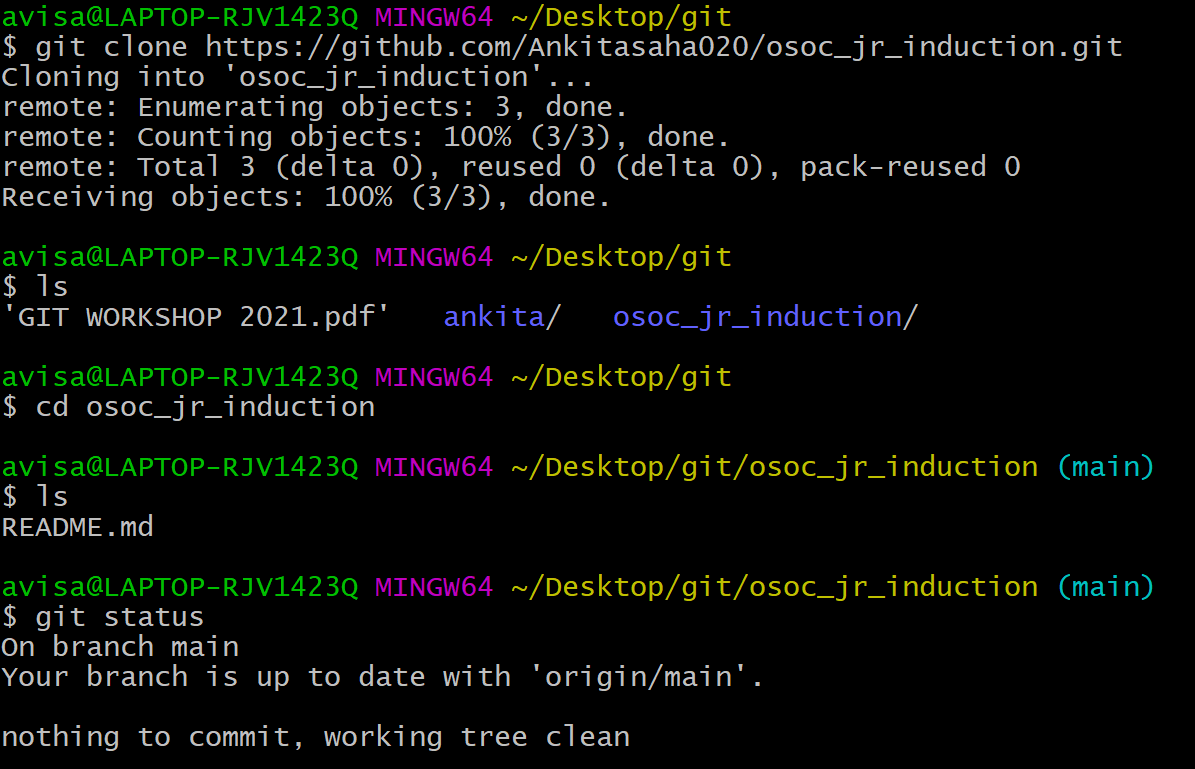 avisa@LAPTOP-RJV1423Q MINGW64 ~/Desktop/git
$ git clone https://github.com/Ankitasaha020/osoc_jr_induction.git
Cloning into 'osoc_jr_induction'...
remote: Enumerating objects: 3, done.
remote: Counting objects: 100% (3/3), done.
remote: Total 3 (delta 0), reused 0 (delta 0), pack-reused 0
Receiving objects: 100% (3/3), done.

avisa@LAPTOP-RJV1423Q MINGW64 ~/Desktop/git
$ ls
'GIT WORKSHOP 2021.pdf'   ankita/   osoc_jr_induction/

avisa@LAPTOP-RJV1423Q MINGW64 ~/Desktop/git
$ cd osoc_jr_induction

avisa@LAPTOP-RJV1423Q MINGW64 ~/Desktop/git/osoc_jr_induction (main)
$ ls
README.md

avisa@LAPTOP-RJV1423Q MINGW64 ~/Desktop/git/osoc_jr_induction (main)
$ git status
On branch main
Your branch is up to date with 'origin/main'.

nothing to commit, working tree clean